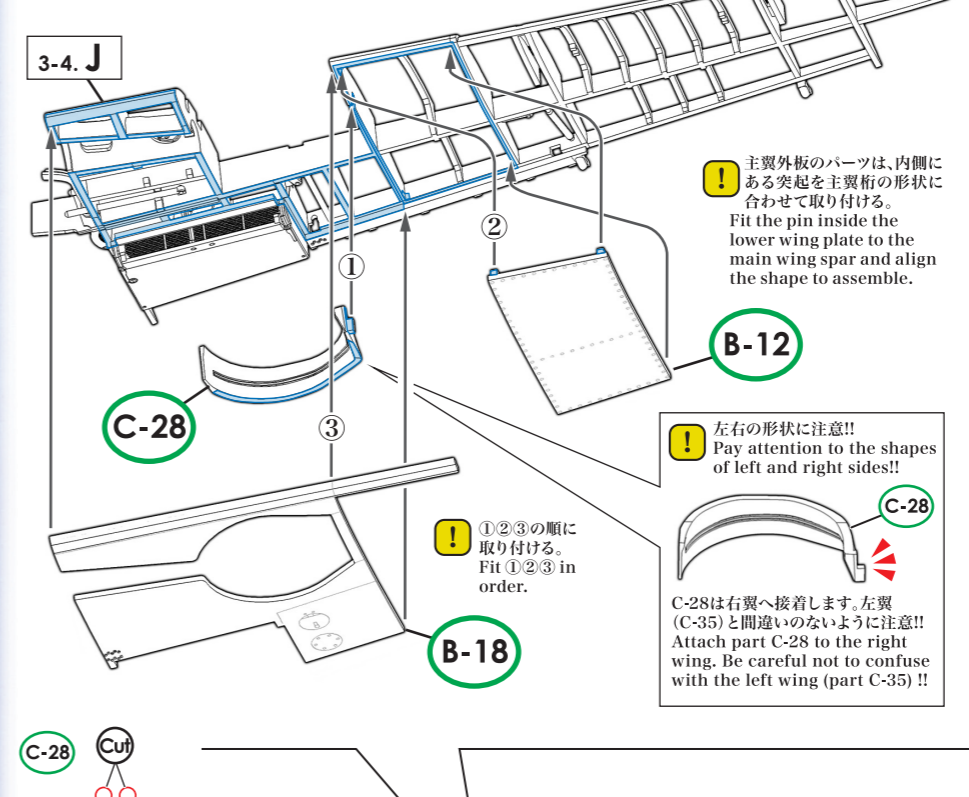 3-4. J
主翼外板のパーツは、内側に
ある突起を主翼桁の形状に
合わせて取り付ける。
Fit the pin inside the
lower wing plate to the
main wing spar and align
the shape to assemble.
②
①
B-12
C-28
③
左右の形状に注意!!
Pay attention to the shapes
of left and right sides!!
C-28
①②③の順に
取り付ける。
Fit ①②③ in
order.
C-28は右翼へ接着します。左翼
(C-35)と間違いのないように注意!!
Attach part C-28 to the right
wing. Be careful not to confuse
with the left wing (part C-35) !!
B-18
C-28
Cut